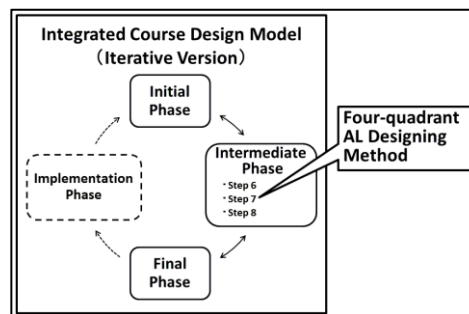 Integrated Course Design Model
（Iterative Version）
Initial
Phase
Four-quadrant
AL Designing
Method
Intermediate
Phase
・Step 6
・Step 7
・Step 8
Implementation
Phase
Final
Phase